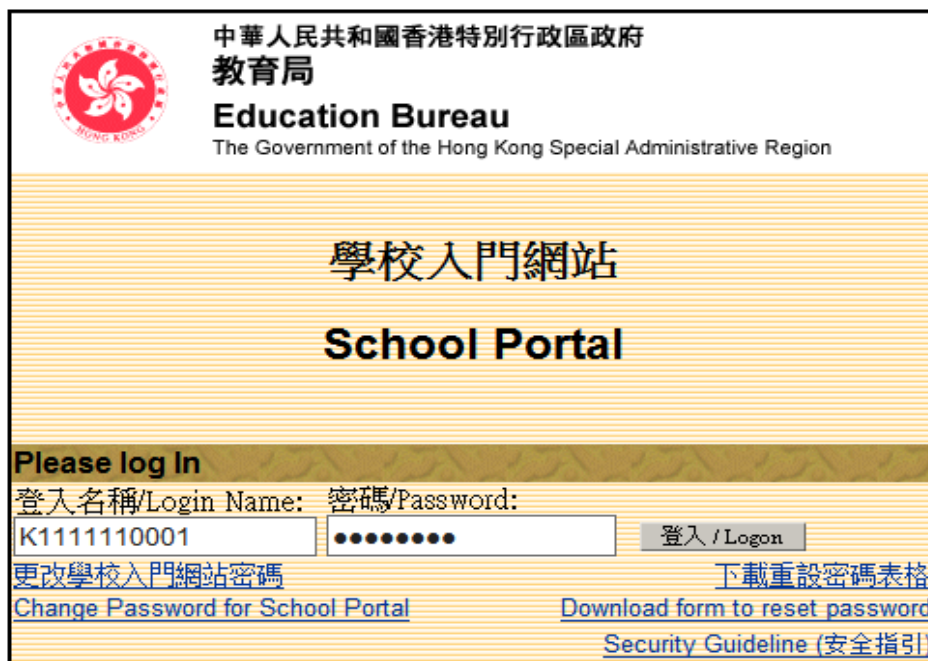 中華人民共和國香港特別行政區政府
教育局
Education Bureau
The Government of the Hong Kong Special Administrative Region
HONG KONG
學校入門網站
School Portal
Please log In
登入名稱/Login Name: 密碼/Password:
K1111110001 ●●●●●●●● 登入 / Logon
更改學校入門網站密碼 下載重設密碼表格
Change Password for School Portal Download form to reset password
Security Guideline (安全指引)